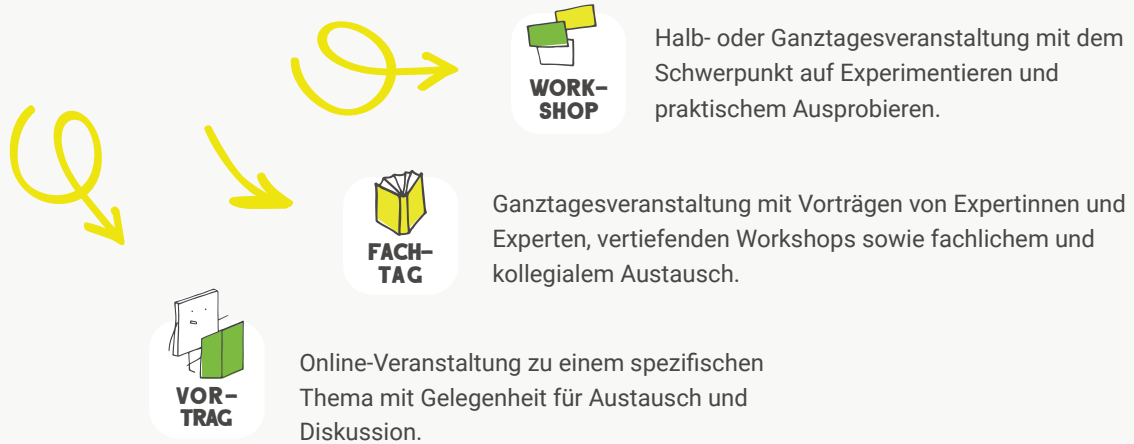 WORK-
SHOP
Halb- oder Ganztagesveranstaltung mit dem
Schwerpunkt auf Experimentieren und
praktischem Ausprobieren.
FACH-
TAG
Ganztagesveranstaltung mit Vorträgen von Expertinnen und
Experten, vertiefenden Workshops sowie fachlichem und
kollegialem Austausch.
VOR-
TRAG
Online-Veranstaltung zu einem spezifischen
Thema mit Gelegenheit für Austausch und
Diskussion.